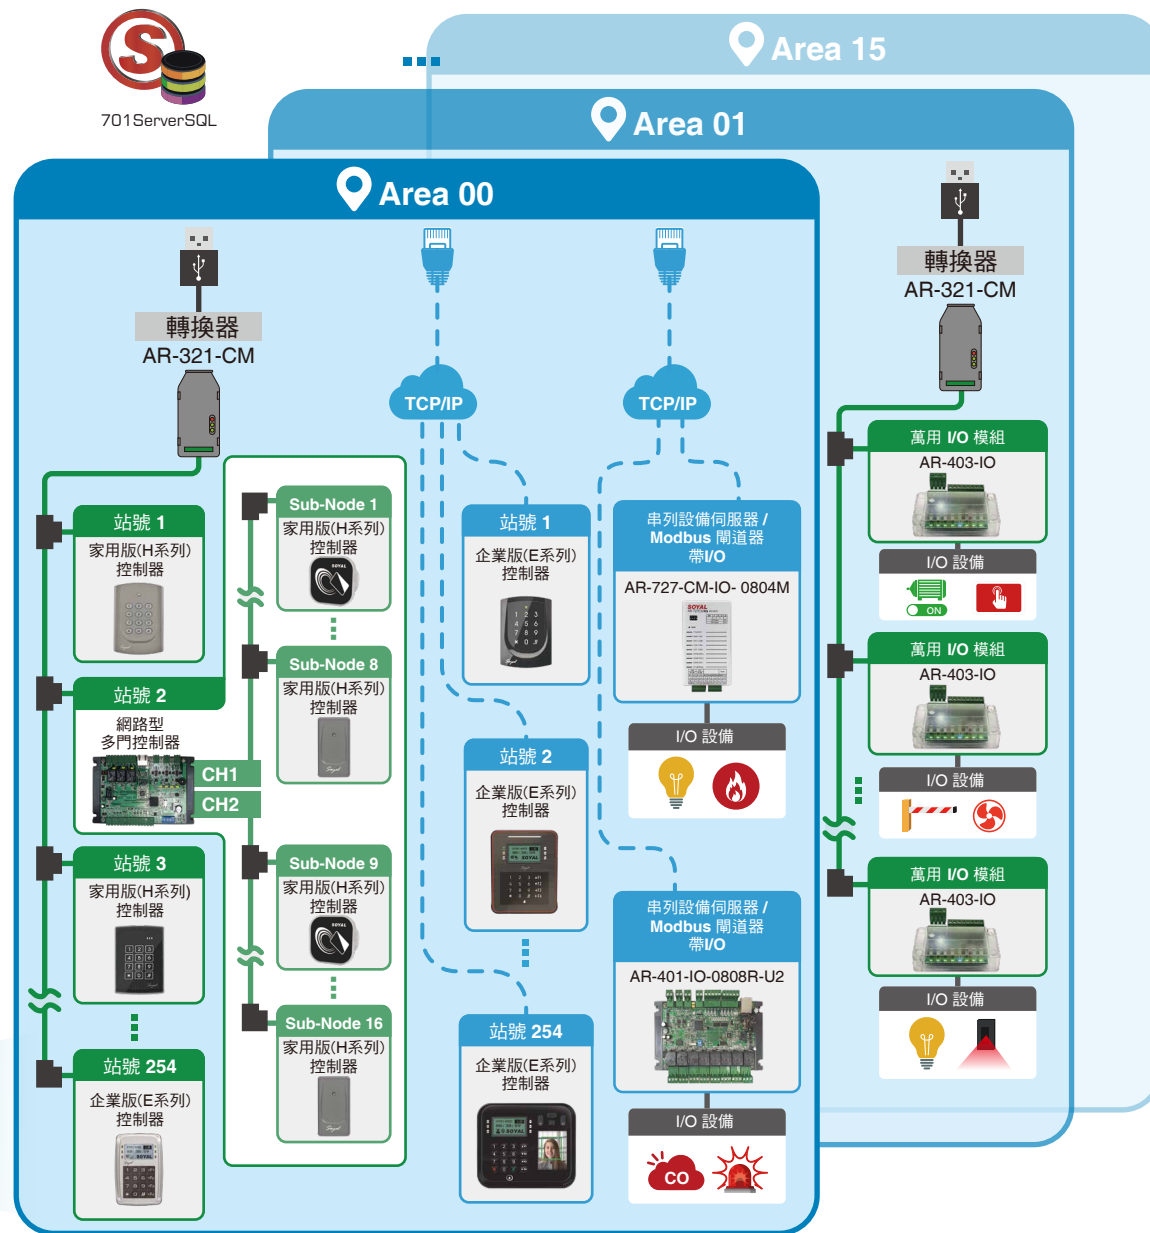 701ServerSQL
Area 15
Area 01
Area 00
轉換器
AR-321-CM
站號 1
家用版(H系列)
控制器
站號 2
網路型
多門控制器
CH1
CH2
站號 3
家用版(H系列)
控制器
站號 254
企業版(E系列)
控制器
Sub-Node 1
家用版(H系列)
控制器
SOYAL
Sub-Node 8
家用版(H系列)
控制器
Sub-Node 9
家用版(H系列)
控制器
SOYAL
Sub-Node 16
家用版(H系列)
控制器
TCP/IP
站號 1
企業版(E系列)
控制器
站號 2
企業版(E系列)
控制器
SOYAL
站號 254
企業版(E系列)
控制器
SOYAL
TCP/IP
串列設備伺服器 /
Modbus 閘道器
帶I/O
AR-727-CM-IO- 0804M
SOYAL
I/O 設備
串列設備伺服器 /
Modbus 閘道器
帶I/O
AR-401-IO-0808R-U2
I/O 設備
CO
轉換器
AR-321-CM
萬用 I/O 模組
AR-403-IO
I/O 設備
ON
萬用 I/O 模組
AR-403-IO
I/O 設備
萬用 I/O 模組
AR-403-IO
I/O 設備